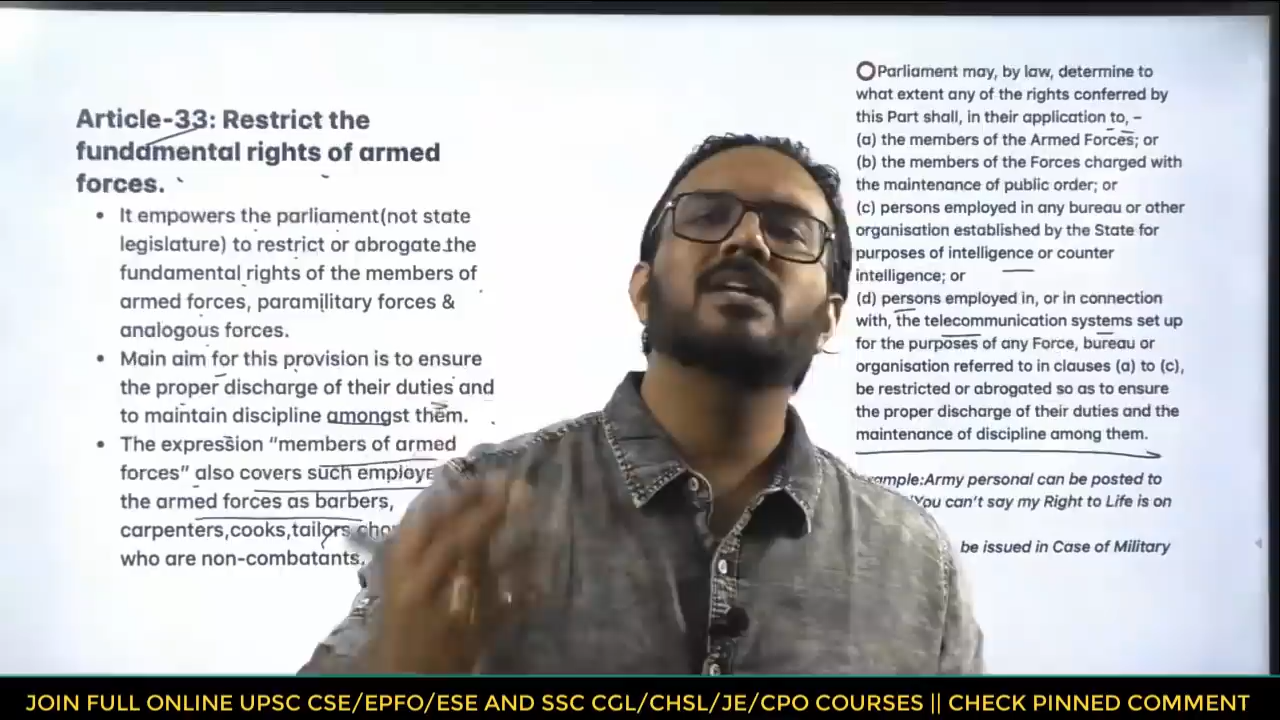 Article-33: Restrict the
fundamental rights of armed
forces.
• It empowers the parliament(not state
legislature) to restrict or abrogate the
fundamental rights of the members of
armed forces, paramilitary forces &
analogous forces.
• Main aim for this provision is to ensure
the proper discharge of their duties and
to maintain discipline amongst them.
• The expression “members of armed
forces” also covers such employe
the armed forces as barbers,
carpenters,cooks,tailors,cho
who are non-combatants.
Parliament may, by law, determine to
what extent any of the rights conferred by
this Part shall, in their application to, –
(a) the members of the Armed Forces; or
(b) the members of the Forces charged with
the maintenance of public order; or
(c) persons employed in any bureau or other
organisation established by the State for
purposes of intelligence or counter
intelligence; or
(d) persons employed in, or in connection
with, the telecommunication systems set up
for the purposes of any Force, bureau or
organisation referred to in clauses (a) to (c),
be restricted or abrogated so as to ensure
the proper discharge of their duties and the
maintenance of discipline among them.
ample:Army personal can be posted to
You can't say my Right to Life is on
be issued in Case of Military
JOIN FULL ONLINE UPSC CSE/EPFO/ESE AND SSC CGL/CHSL/JE/CPO COURSES || CHECK PINNED COMMENT